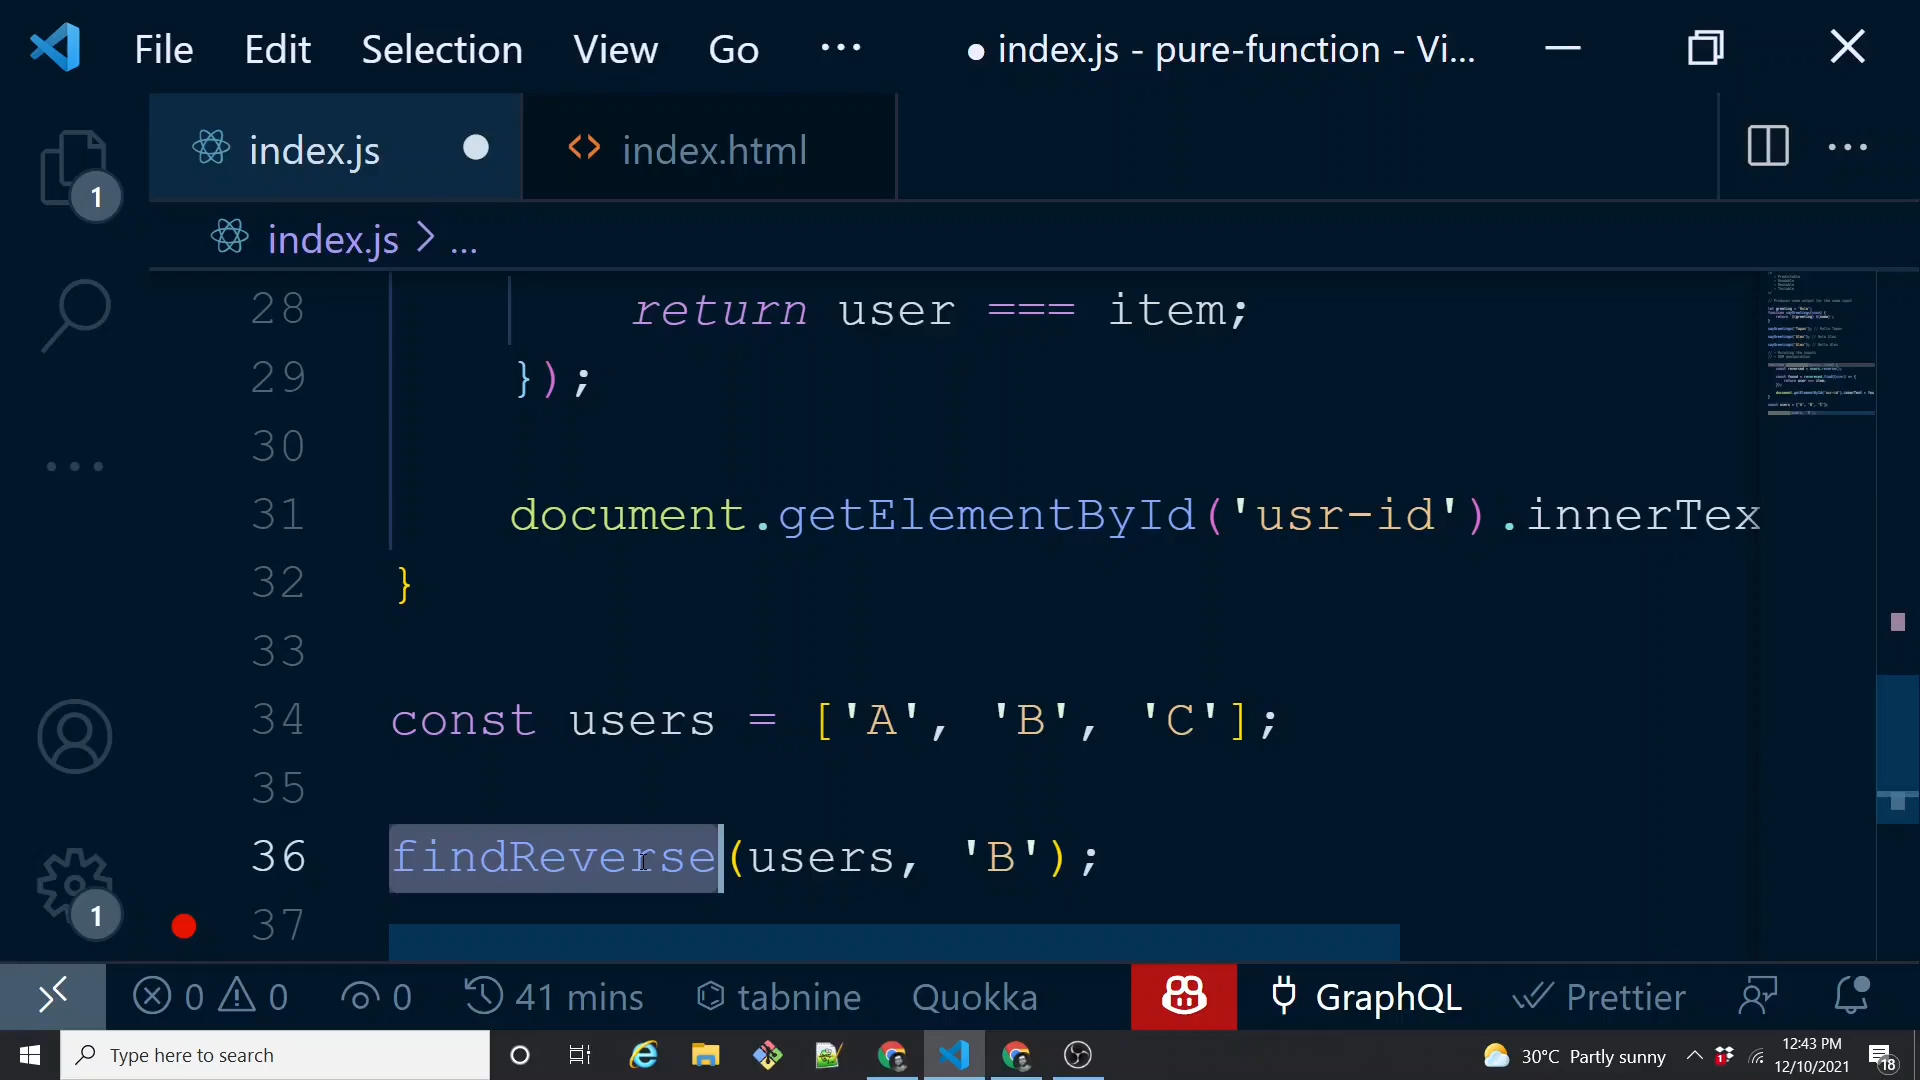 File Edit Selection View Go ··· ● index.js - pure-function - Vi...
index.js ● index.html ···
1
index.js > ...
28 return user === item;
29 });
30
31 document.getElementById('usr-id').innerTex
32 }
33
34 const users = ['A', 'B', 'C'];
35
36 findReverse(users, 'B');
1
37
0 0 0 41 mins tabnine Quokka GraphQL Prettier
Type here to search 30°C Partly sunny 12:43 PM
12/10/2021 18